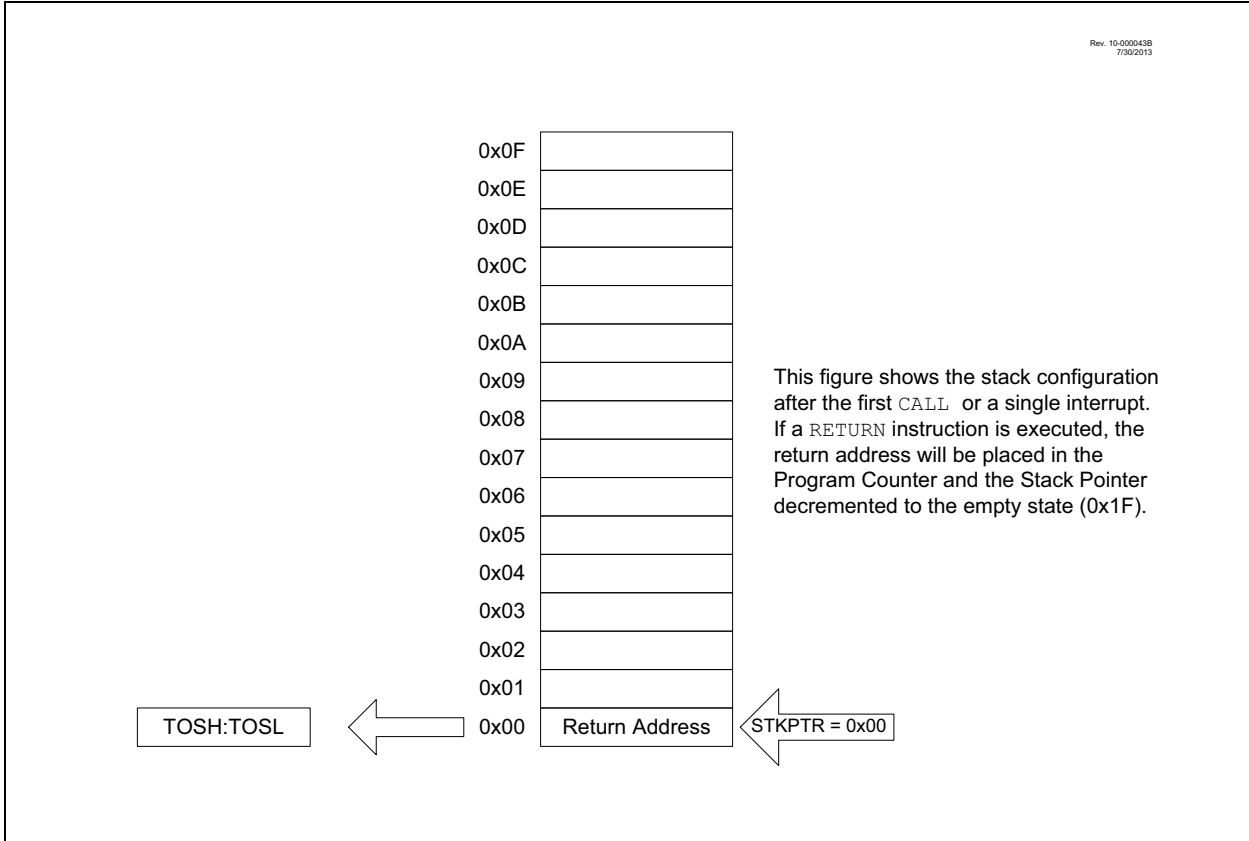 Rev. 10-000043B
7/30/2013
0x0F
0x0E
0x0D
0x0C
0x0B
0x0A
0x09
0x08
0x07
0x06
0x05
0x04
0x03
0x02
0x01
0x00
This figure shows the stack configuration
after the first CALL or a single interrupt.
If a RETURN instruction is executed, the
return address will be placed in the
Program Counter and the Stack Pointer
decremented to the empty state (0x1F).
TOSH:TOSL
Return Address
STKPTR = 0x00